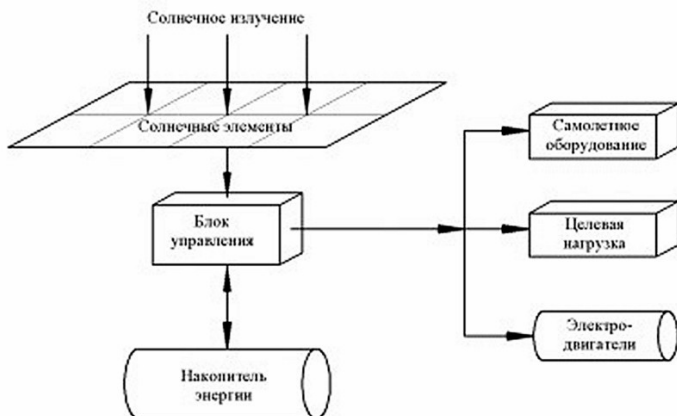 Солнечное излучение
Солнечные элементы
Блок
управления
Накопитель
энергии
Самолетное
оборудование
Целевая
нагрузка
Электро-
двигатели